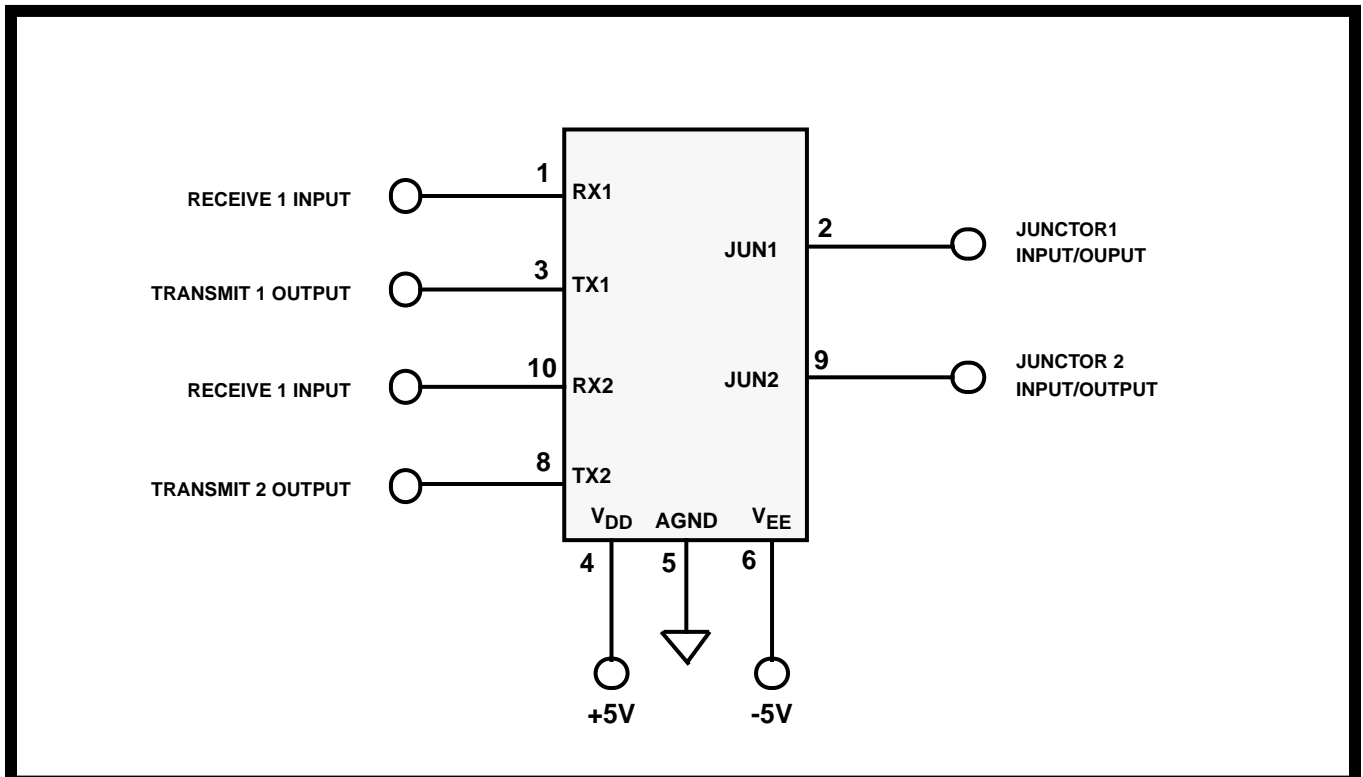 1
RECEIVE 1 INPUT
RX1
2
JUNCTOR1
INPUT/OUPUT
JUN1
3
TRANSMIT 1 OUTPUT
TX1
10
RECEIVE 1 INPUT
RX2
JUN2
9
JUNCTOR 2
INPUT/OUTPUT
8
TRANSMIT 2 OUTPUT
TX2
VDD AGND VEE
4 5 6
+5V -5V